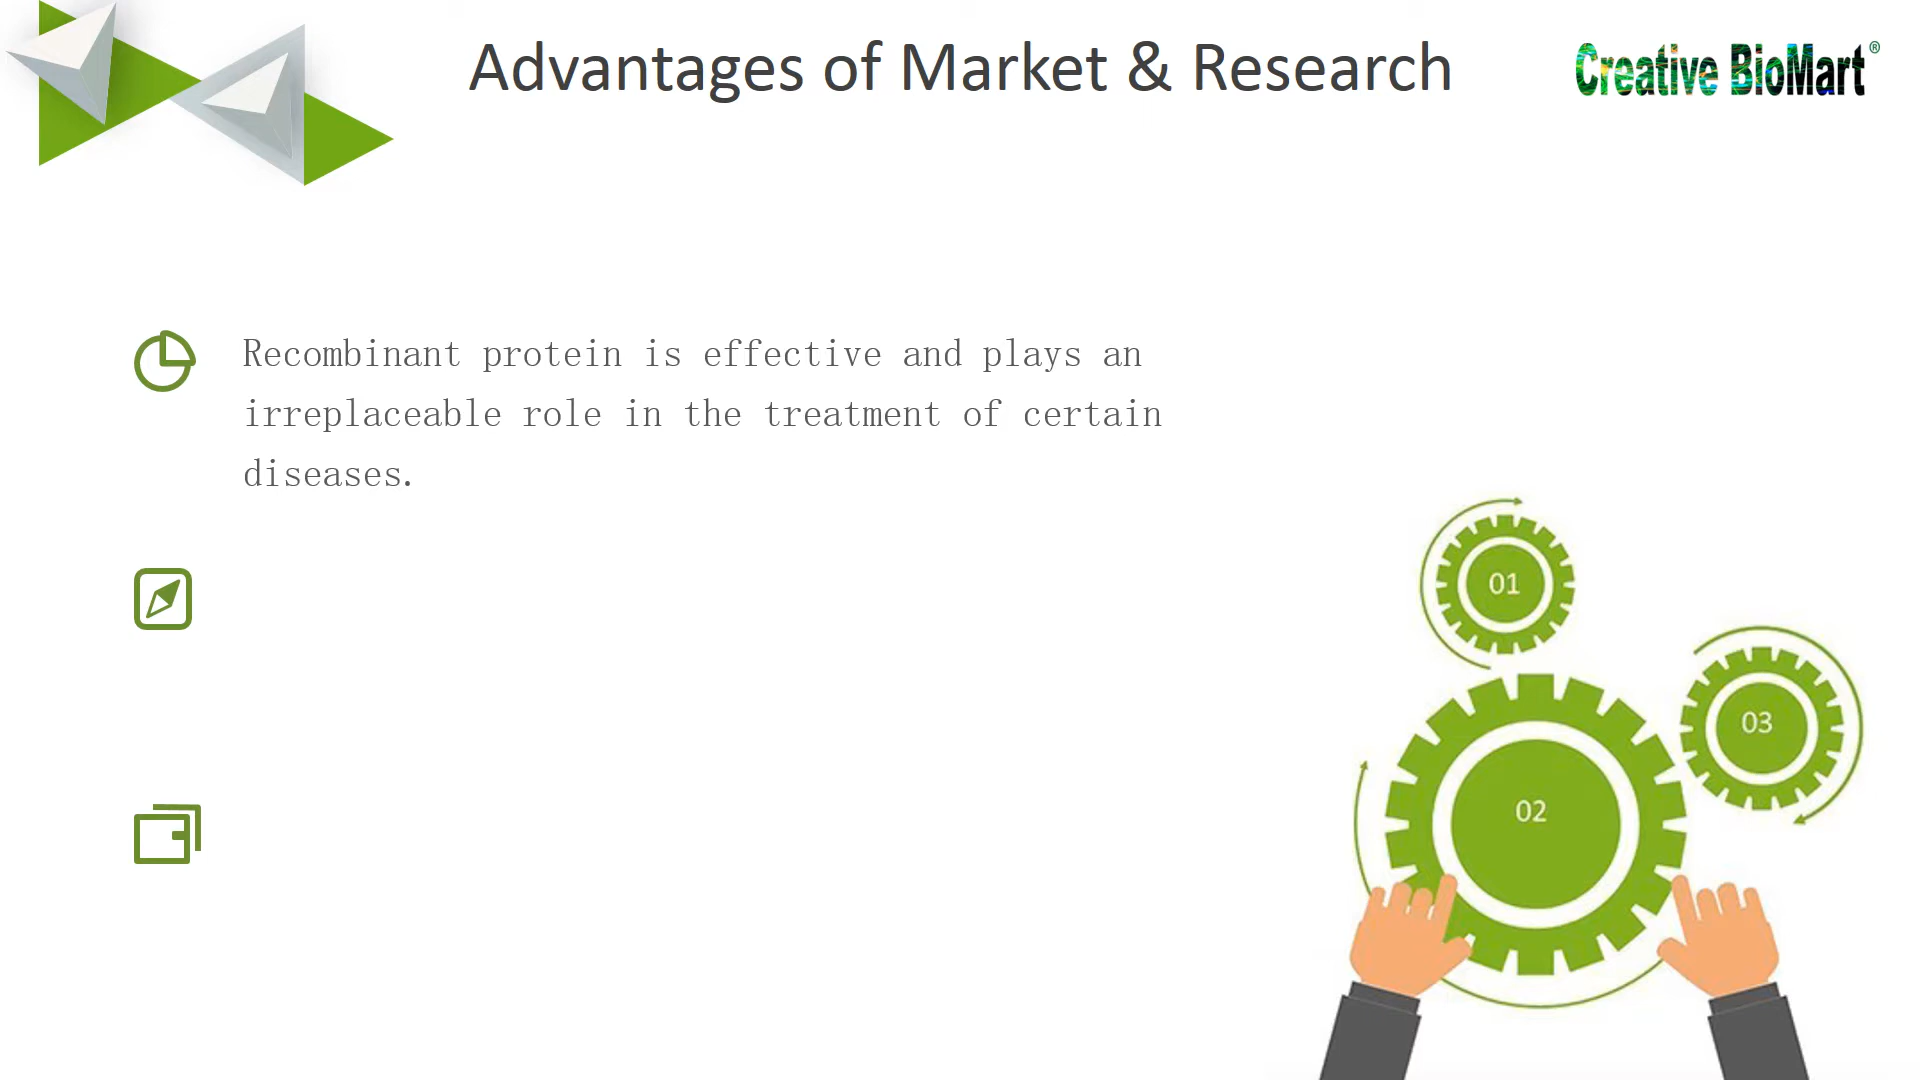 Advantages of Market & Research
Creative BioMart®
Recombinant protein is effective and plays an
irreplaceable role in the treatment of certain
diseases.
01
03
02